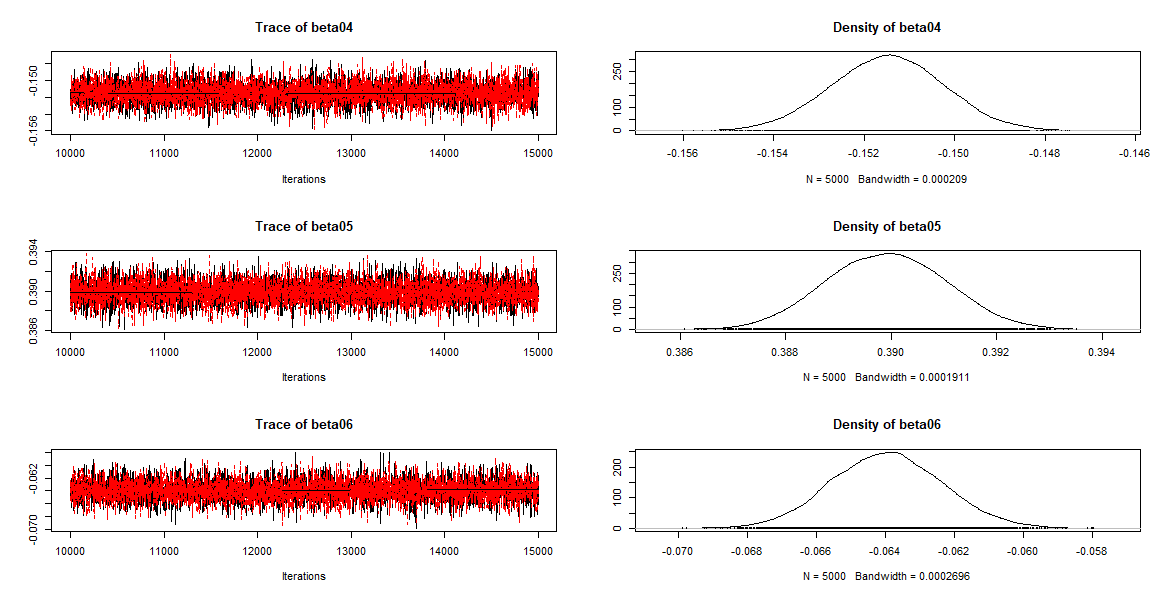 Trace of beta04
-0.150
-0.156
10000 11000 12000 13000 14000 15000
Iterations
Density of beta04
250
100
0
-0.156 -0.154 -0.152 -0.150 -0.148 -0.146
N = 5000 Bandwidth = 0.000209
Trace of beta05
0.394
0.390
0.386
10000 11000 12000 13000 14000 15000
Iterations
Density of beta05
250
100
0
0.386 0.388 0.390 0.392 0.394
N = 5000 Bandwidth = 0.0001911
Trace of beta06
-0.062
-0.070
10000 11000 12000 13000 14000 15000
Iterations
Density of beta06
200
100
0
-0.070 -0.068 -0.066 -0.064 -0.062 -0.060 -0.058
N = 5000 Bandwidth = 0.0002696